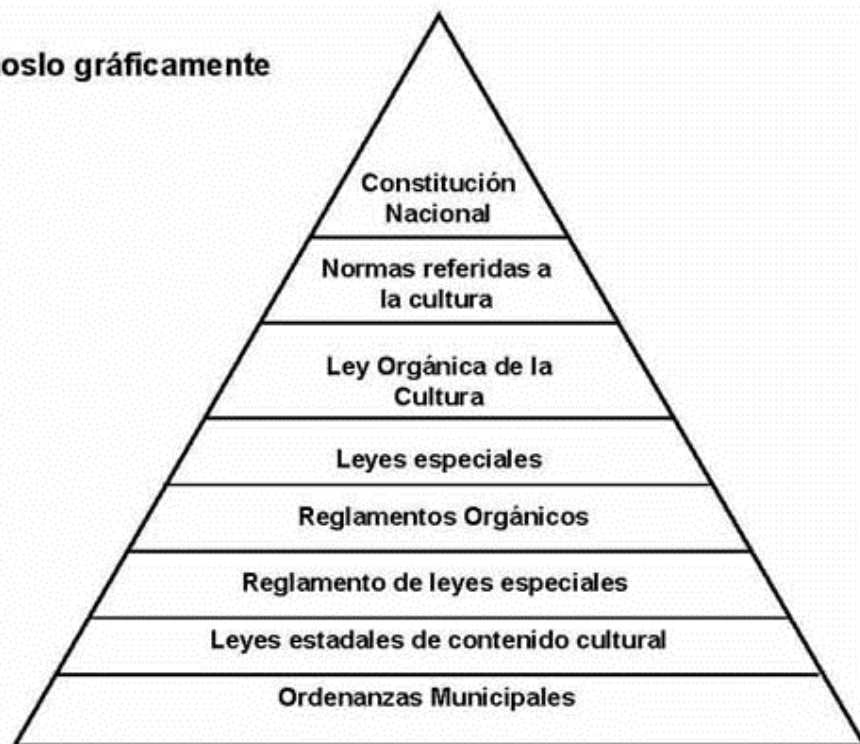 oslo gráficamente
Constitución
Nacional
Normas referidas a
la cultura
Ley Orgánica de la
Cultura
Leyes especiales
Reglamentos Orgánicos
Reglamento de leyes especiales
Leyes estadales de contenido cultural
Ordenanzas Municipales